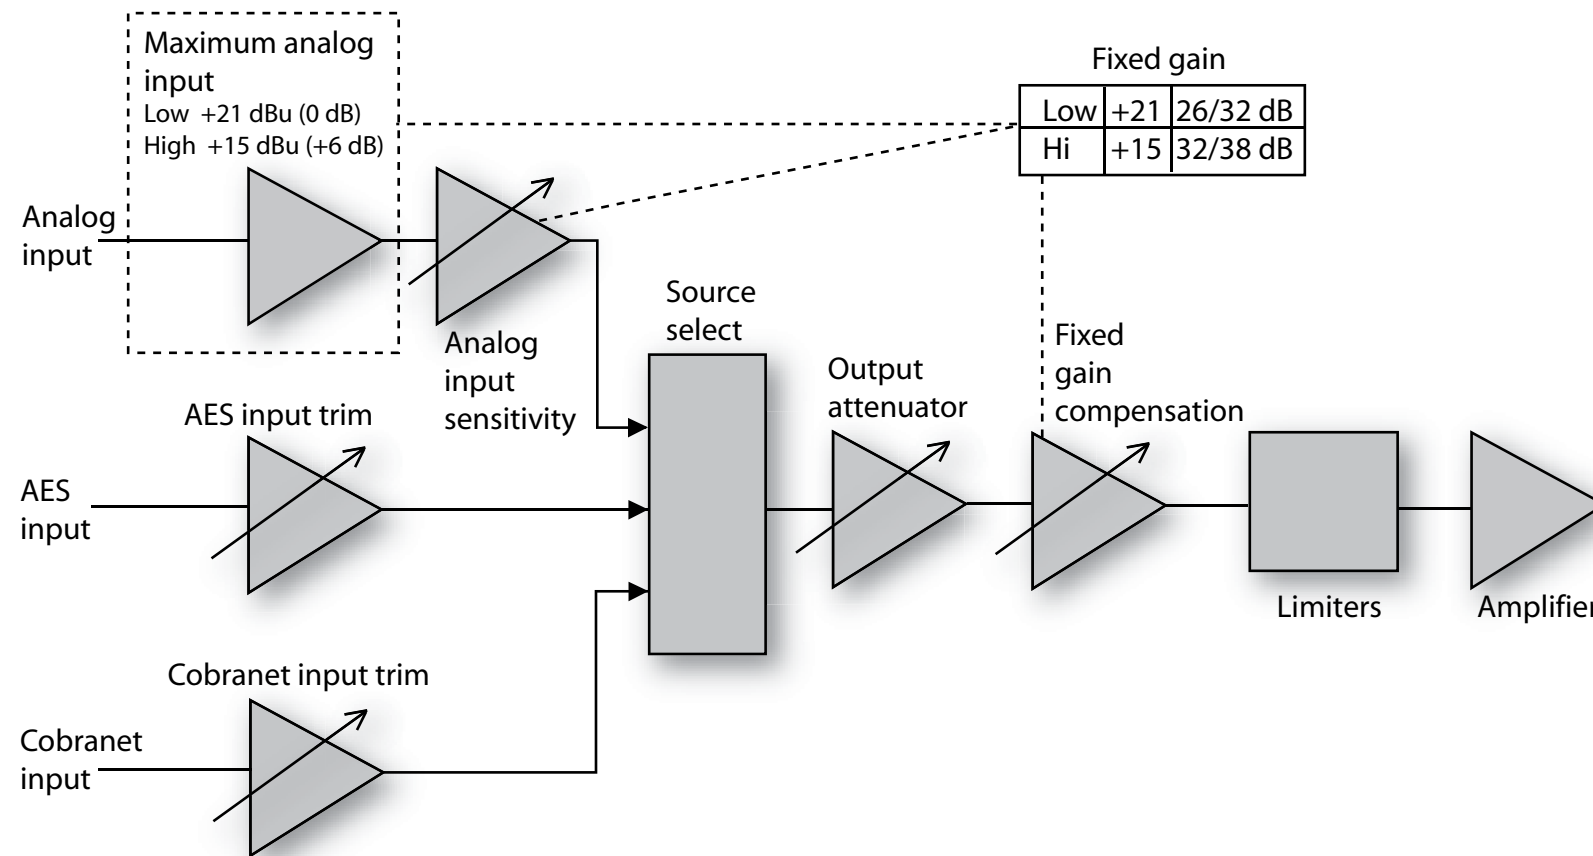 Maximum analog
input
Low +21 dBu (0 dB)
High +15 dBu (+6 dB)
Fixed gain
Low +21 26/32 dB
Hi +15 32/38 dB
Analog
input
Analog
input
sensitivity
Source
select
Fixed
gain
compensation
Output
attenuator
AES input trim
AES
input
Limiters
Amplifier
Cobranet input trim
Cobranet
input